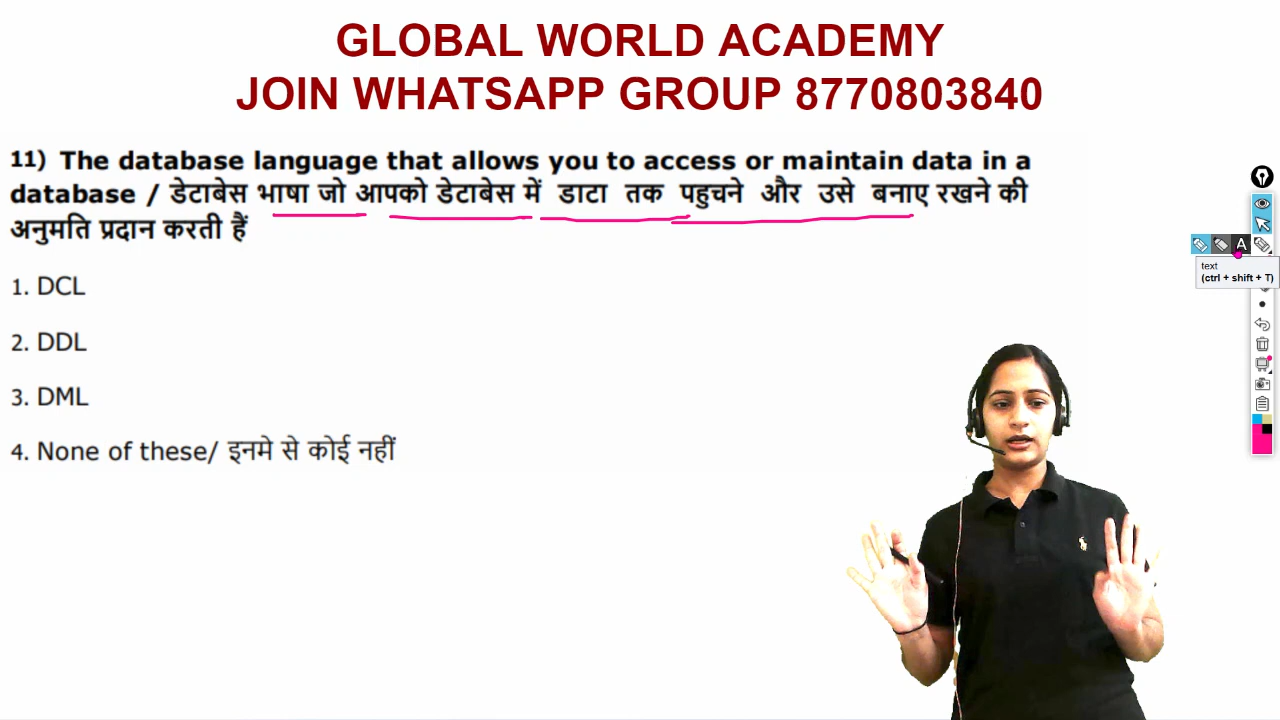 GLOBAL WORLD ACADEMY
JOIN WHATSAPP GROUP 8770803840
11) The database language that allows you to access or maintain data in a
database / डेटाबेस भाषा जो आपको डेटाबेस में डाटा तक पहुचने और उसे बनाए रखने की
अनुमति प्रदान करती हैं
1. DCL
2. DDL
3. DML
4. None of these/ इनमे से कोई नहीं
A
text
(ctrl + shift + T)